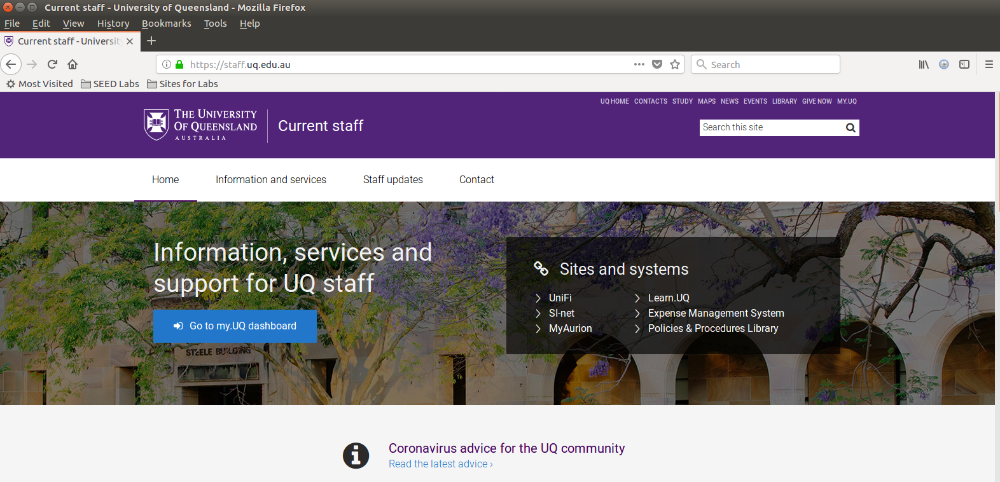 Current staff - University of Queensland - Mozilla Firefox
File Edit View History Bookmarks Tools Help
Current staff - Universit
https://staff.uq.edu.au
Search
Most Visited SEED Labs Sites for Labs
UQ HOME CONTACTS STUDY MAPS NEWS EVENTS LIBRARY GIVE NOW MY.UQ
THE UNIVERSITY
OF QUEENSLAND
AUSTRALIA
Current staff
Search this site
Home Information and services Staff updates Contact
Information, services and
support for UQ staff
Go to my.UQ dashboard
STEELE BUILDING
Sites and systems
UniFi
SI-net
MyAurion
Learn.UQ
Expense Management System
Policies & Procedures Library
Coronavirus advice for the UQ community
Read the latest advice ›